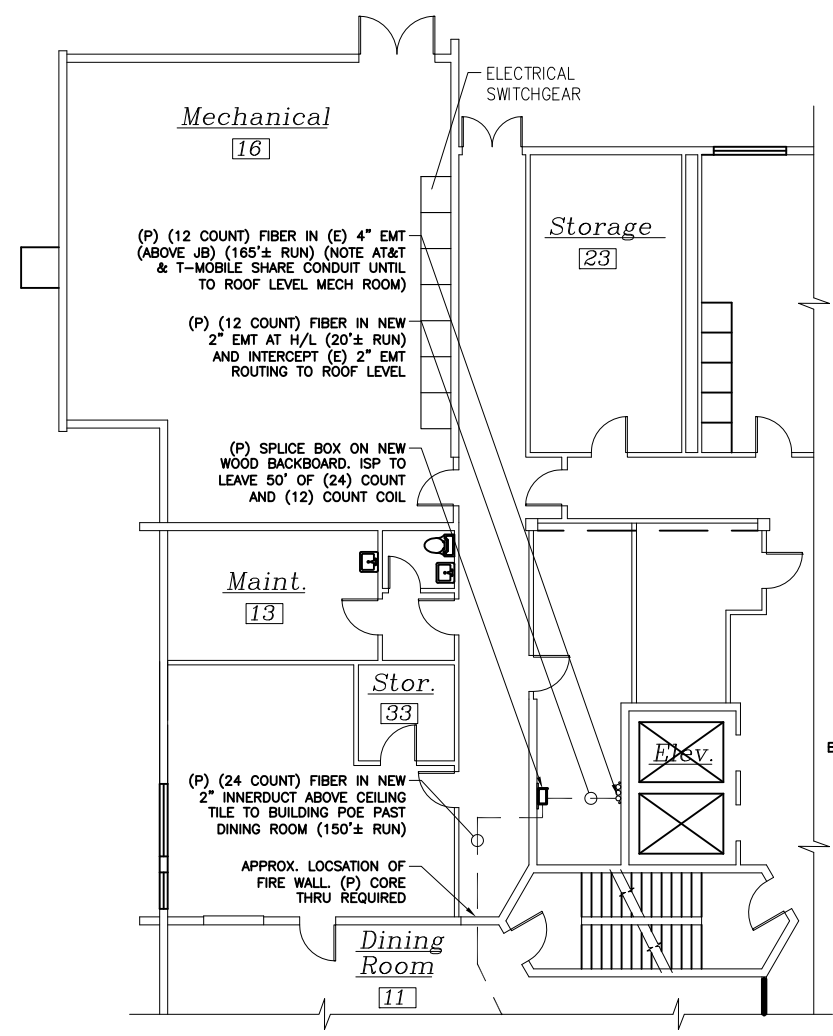 ELECTRICAL
SWITCHGEAR
Mechanical
16
Storage
23
(P) (12 COUNT) FIBER IN (E) 4" EMT
(ABOVE JB) (165'± RUN) (NOTE AT&T
& T-MOBILE SHARE CONDUIT UNTIL
TO ROOF LEVEL MECH ROOM)
(P) (12 COUNT) FIBER IN NEW
2" EMT AT H/L (20'± RUN)
AND INTERCEPT (E) 2" EMT
ROUTING TO ROOF LEVEL
(P) SPLICE BOX ON NEW
WOOD BACKBOARD. ISP TO
LEAVE 50' OF (24) COUNT
AND (12) COUNT COIL
Maint.
13
Stor.
33
Elev.
(P) (24 COUNT) FIBER IN NEW
2" INNERDUCT ABOVE CEILING
TILE TO BUILDING POE PAST
DINING ROOM (150'± RUN)
APPROX. LOCSATION OF
FIRE WALL. (P) CORE
THRU REQUIRED
Dining
Room
11